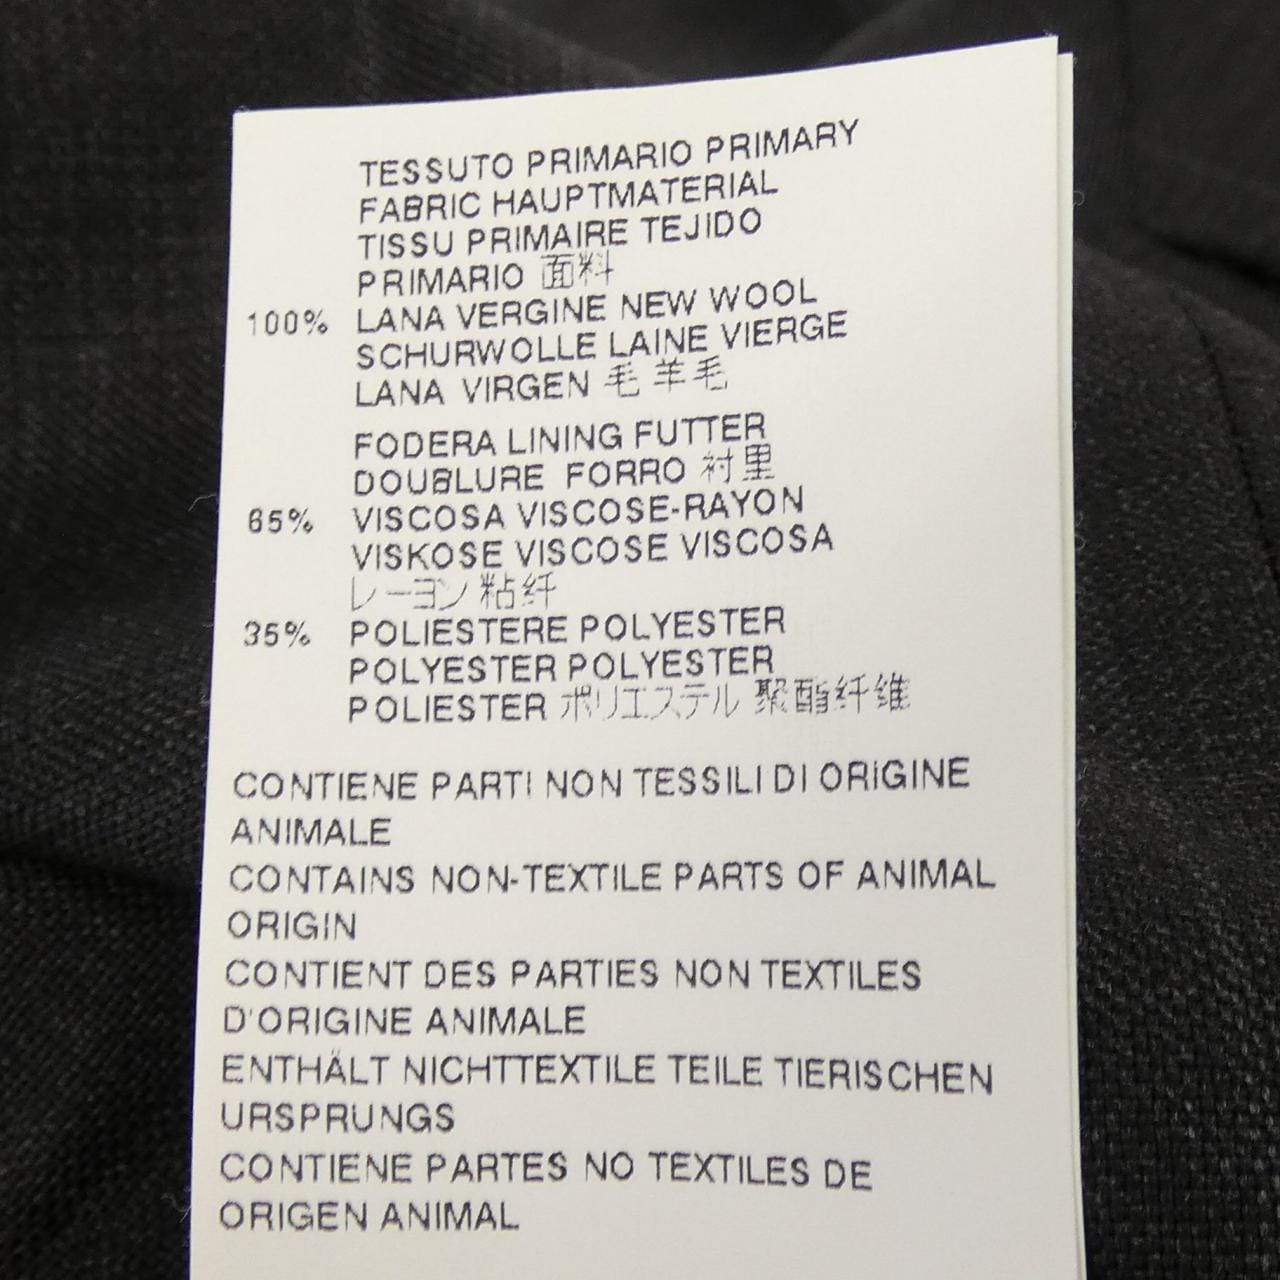 TESSUTO PRIMARIO PRIMARY
FABRIC HAUPTMATERIAL
TISSU PRIMAIRE TEJIDO
PRIMARIO 面料
100% LANA VERGINE NEW WOOL
SCHURWOLLE LAINE VIERGE
LANA VIRGEN 毛 羊毛
FODERA LINING FUTTER
DOUBLURE FORRO 衬里
65% VISCOSA VISCOSE-RAYON
VISKOSE VISCOSE VISCOSA
レーヨン 粘纤
35% POLIESTERE POLYESTER
POLYESTER POLYESTER
POLIESTER ポリエステル 聚酯纤维
CONTIENE PARTI NON TESSILI DI ORIGINE
ANIMALE
CONTAINS NON-TEXTILE PARTS OF ANIMAL
ORIGIN
CONTIENT DES PARTIES NON TEXTILES
D'ORIGINE ANIMALE
ENTHÄLT NICHTTEXTILE TEILE TIERISCHEN
URSPRUNGS
CONTIENE PARTES NO TEXTILES DE
ORIGEN ANIMAL